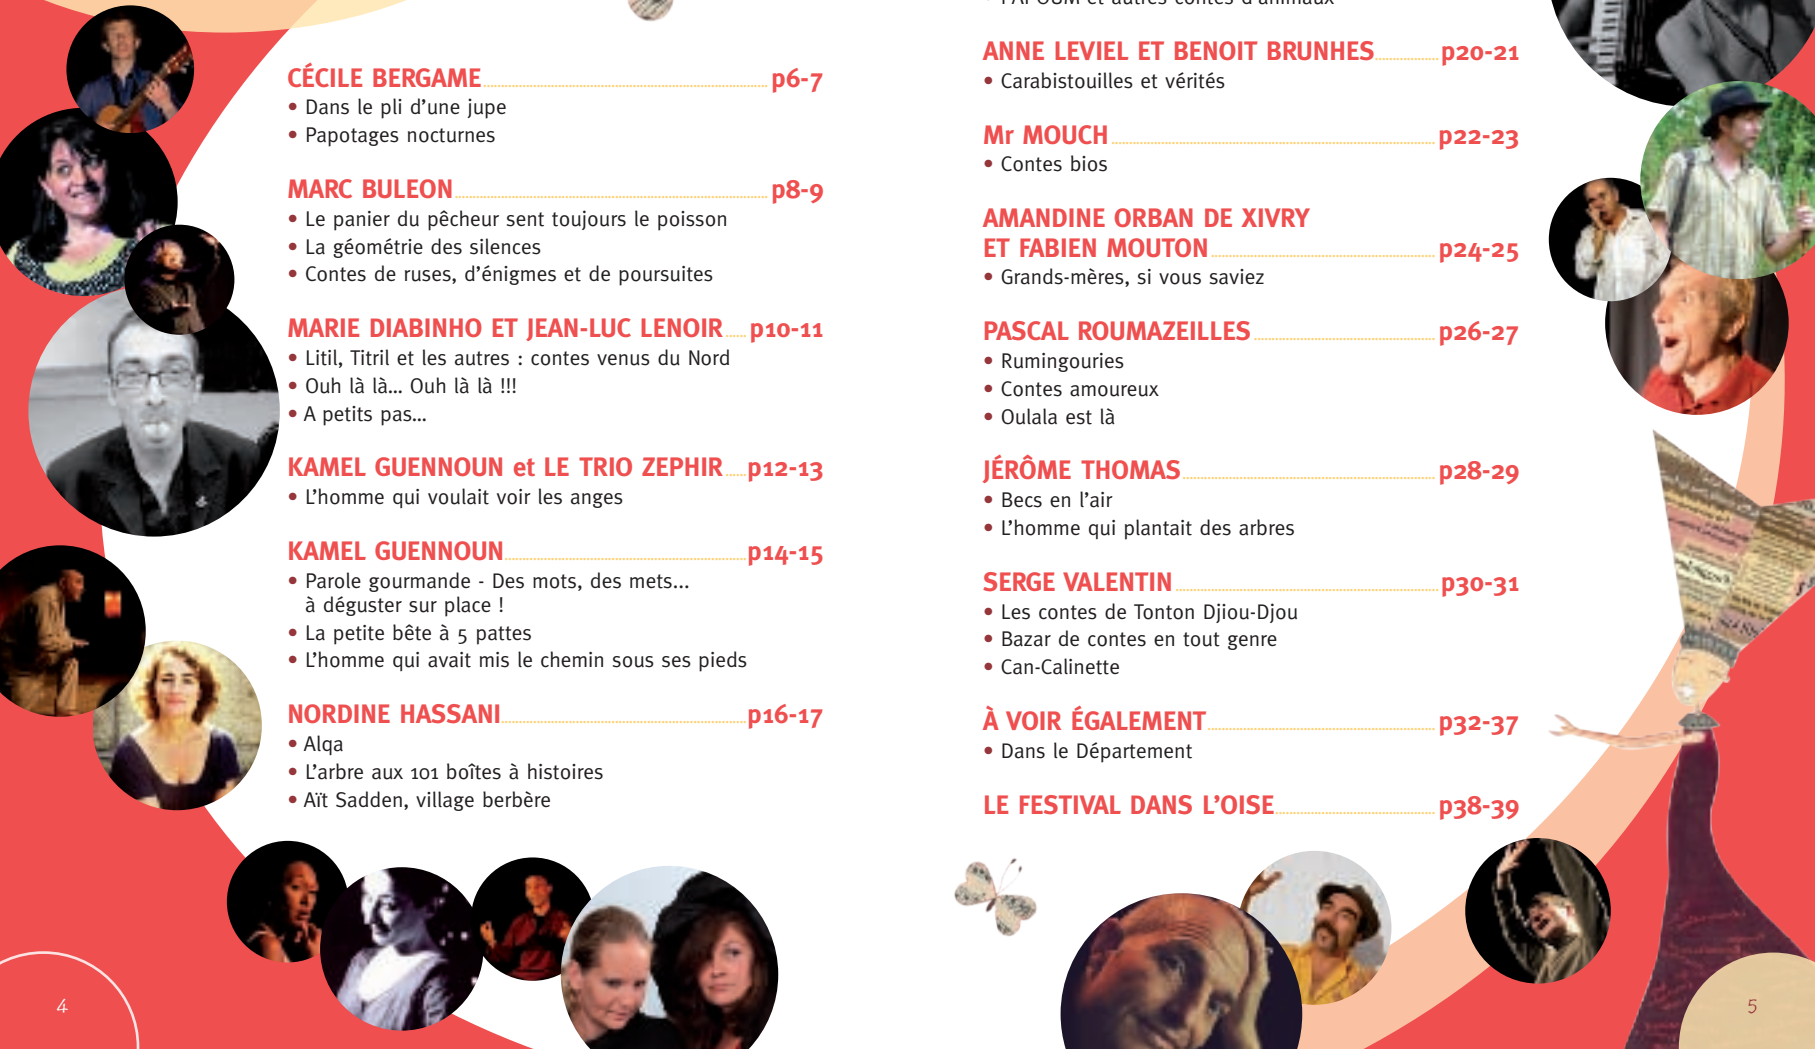 CÉCILE BERGAME p6-7
• Dans le pli d'une jupe
• Papotages nocturnes
MARC BULEON p8-9
• Le panier du pêcheur sent toujours le poisson
• La géométrie des silences
• Contes de ruses, d'énigmes et de poursuites
MARIE DIABINHO ET JEAN-LUC LENOIR p10-11
• Litil, Titril et les autres : contes venus du Nord
• Ouh là là... Ouh là là !!!
• A petits pas...
KAMEL GUENNOUN et LE TRIO ZEPHIR p12-13
• L'homme qui voulait voir les anges
KAMEL GUENNOUN p14-15
• Parole gourmande - Des mots, des mets...
à déguster sur place !
• La petite bête à 5 pattes
• L'homme qui avait mis le chemin sous ses pieds
NORDINE HASSANI p16-17
• Alqa
• L'arbre aux 101 boîtes à histoires
• Aït Sadden, village berbère
4
• PAPOUM et autres contes d'animaux
ANNE LEVIEL ET BENOIT BRUNHES p20-21
• Carabistouilles et vérités
Mr MOUCH p22-23
• Contes bios
AMANDINE ORBAN DE XIVRY
ET FABIEN MOUTON p24-25
• Grands-mères, si vous saviez
PASCAL ROUMAZEILLES p26-27
• Rumingouries
• Contes amoureux
• Oulala est là
JÉRÔME THOMAS p28-29
• Becs en l'air
• L'homme qui plantait des arbres
SERGE VALENTIN p30-31
• Les contes de Tonton Djiou-Djou
• Bazar de contes en tout genre
• Can-Calinette
À VOIR ÉGALEMENT p32-37
• Dans le Département
LE FESTIVAL DANS L'OISE p38-39
5